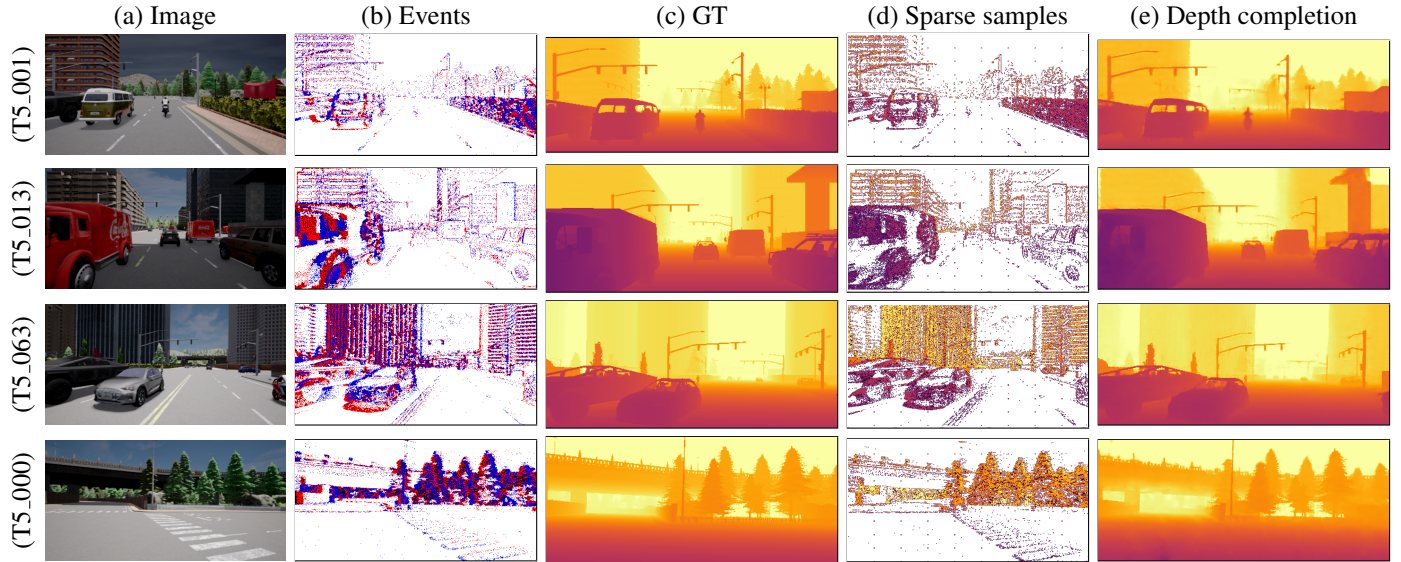 (a) Image
(b) Events
(c) GT
(d) Sparse samples
(e) Depth completion
(T5_001)
(T5_013)
(T5_063)
(T5_000)